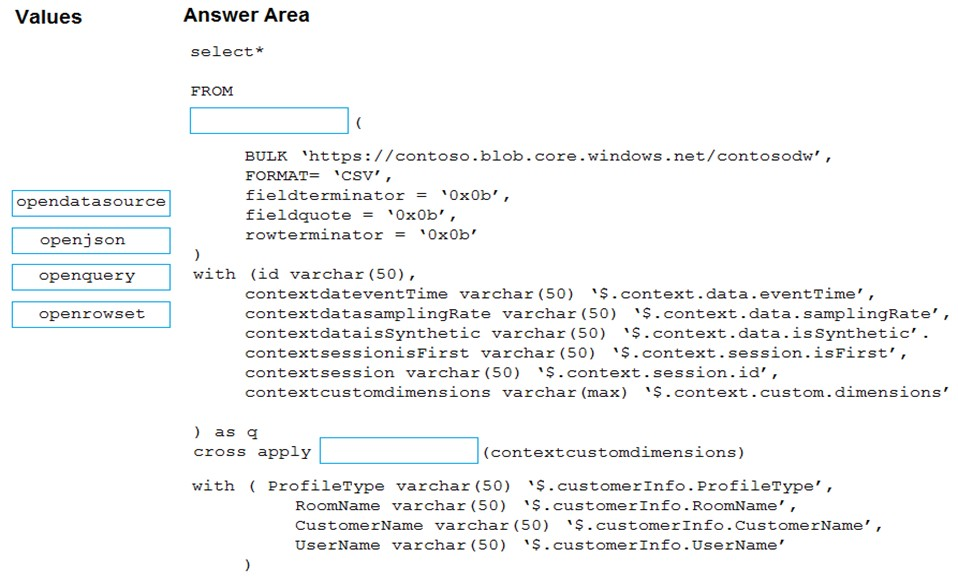 Values
Answer Area
select*
FROM
(
BULK ‘https://contoso.blob.core.windows.net/contosodw’,
FORMAT= ‘CSV’,
fieldterminator = ‘0x0b’,
fieldquote = ‘0x0b’,
rowterminator = ‘0x0b’
)
opendatasource
openjson
openquery
openrowset
with (id varchar(50),
contextdateventTime varchar(50) ‘$.context.data.eventTime’,
contextdatasamplingRate varchar(50) ‘$.context.data.samplingRate’,
contextdataisSynthetic varchar(50) ‘$.context.data.isSynthetic’.
contextsessionisFirst varchar(50) ‘$.context.session.isFirst’,
contextsession varchar(50) ‘$.context.session.id’,
contextcustomdimensions varchar(max) ‘$.context.custom.dimensions’
) as q
cross apply (contextcustomdimensions)
with ( ProfileType varchar(50) ‘$.customerInfo.ProfileType’,
RoomName varchar(50) ‘$.customerInfo.RoomName’,
CustomerName varchar(50) ‘$.customerInfo.CustomerName’,
UserName varchar(50) ‘$.customerInfo.UserName’
)